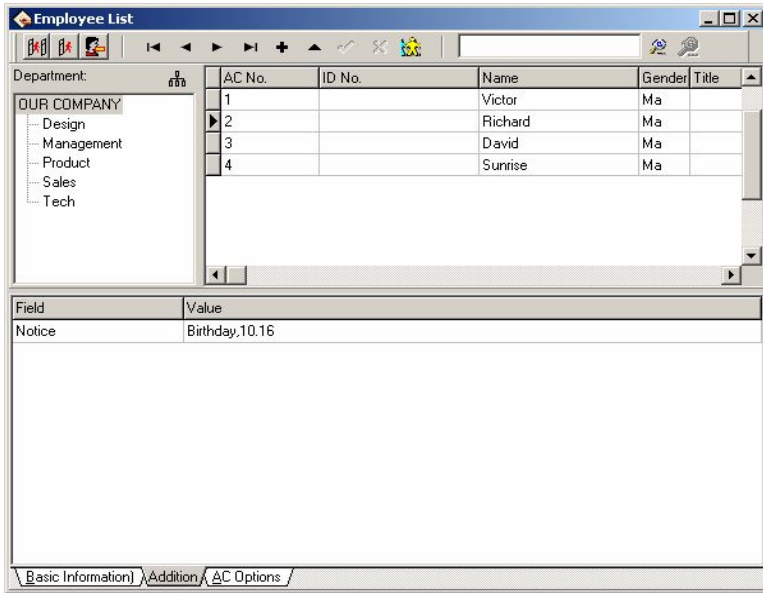 Employee List
Department:
OUR COMPANY
Design
Management
Product
Sales
Tech
AC No. ID No. Name Gender Title
1 Victor Ma
2 Richard Ma
3 David Ma
4 Sunrise Ma
Field Value
Notice Birthday,10.16
Basic Information) Addition AC Options